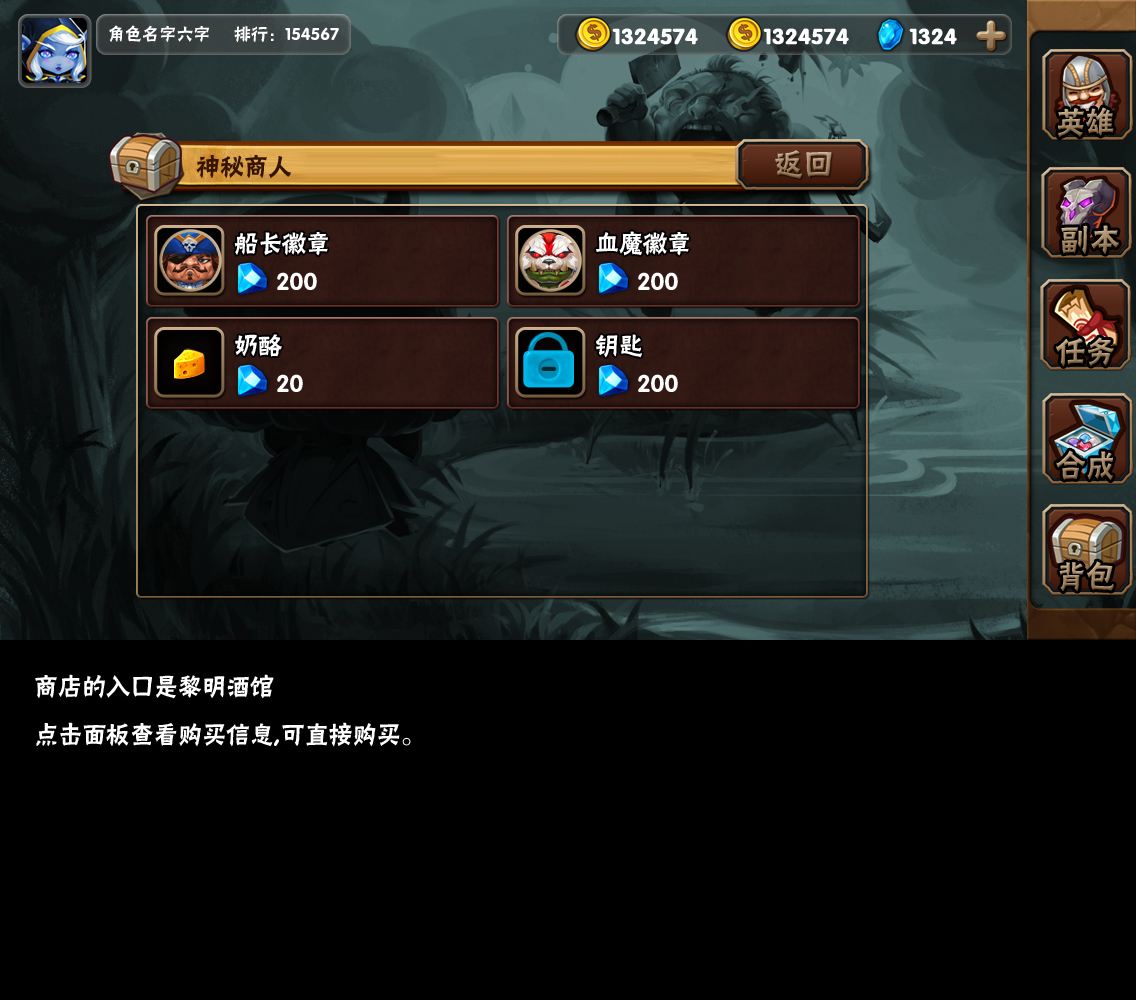 角色名字六字 排行：154567
1324574 1324574 1324
神秘商人
返回
船长徽章
200
血魔徽章
200
奶酪
20
钥匙
200
英雄
副本
任务
合成
背包
商店的入口是黎明酒馆
点击面板查看购买信息,可直接购买。